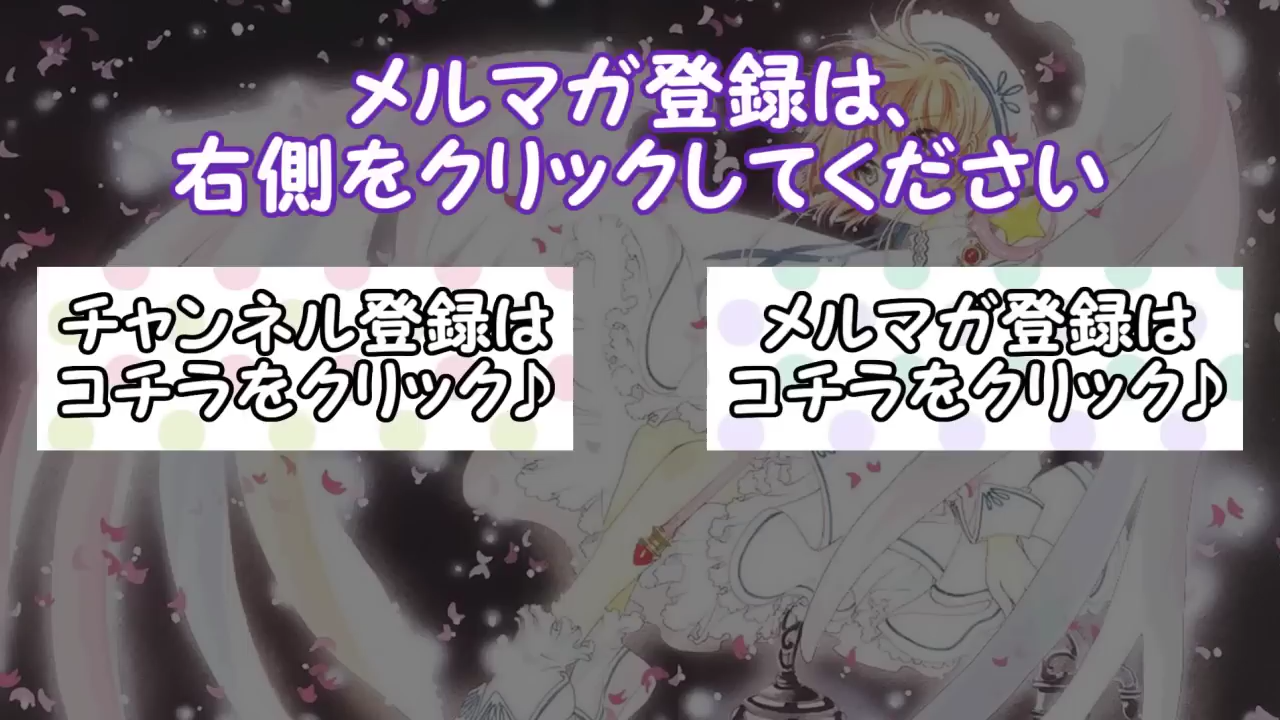 メルマガ登録は、
右側をクリックしてください
チャンネル登録は
コチラをクリック♪
メルマガ登録は
コチラをクリック♪